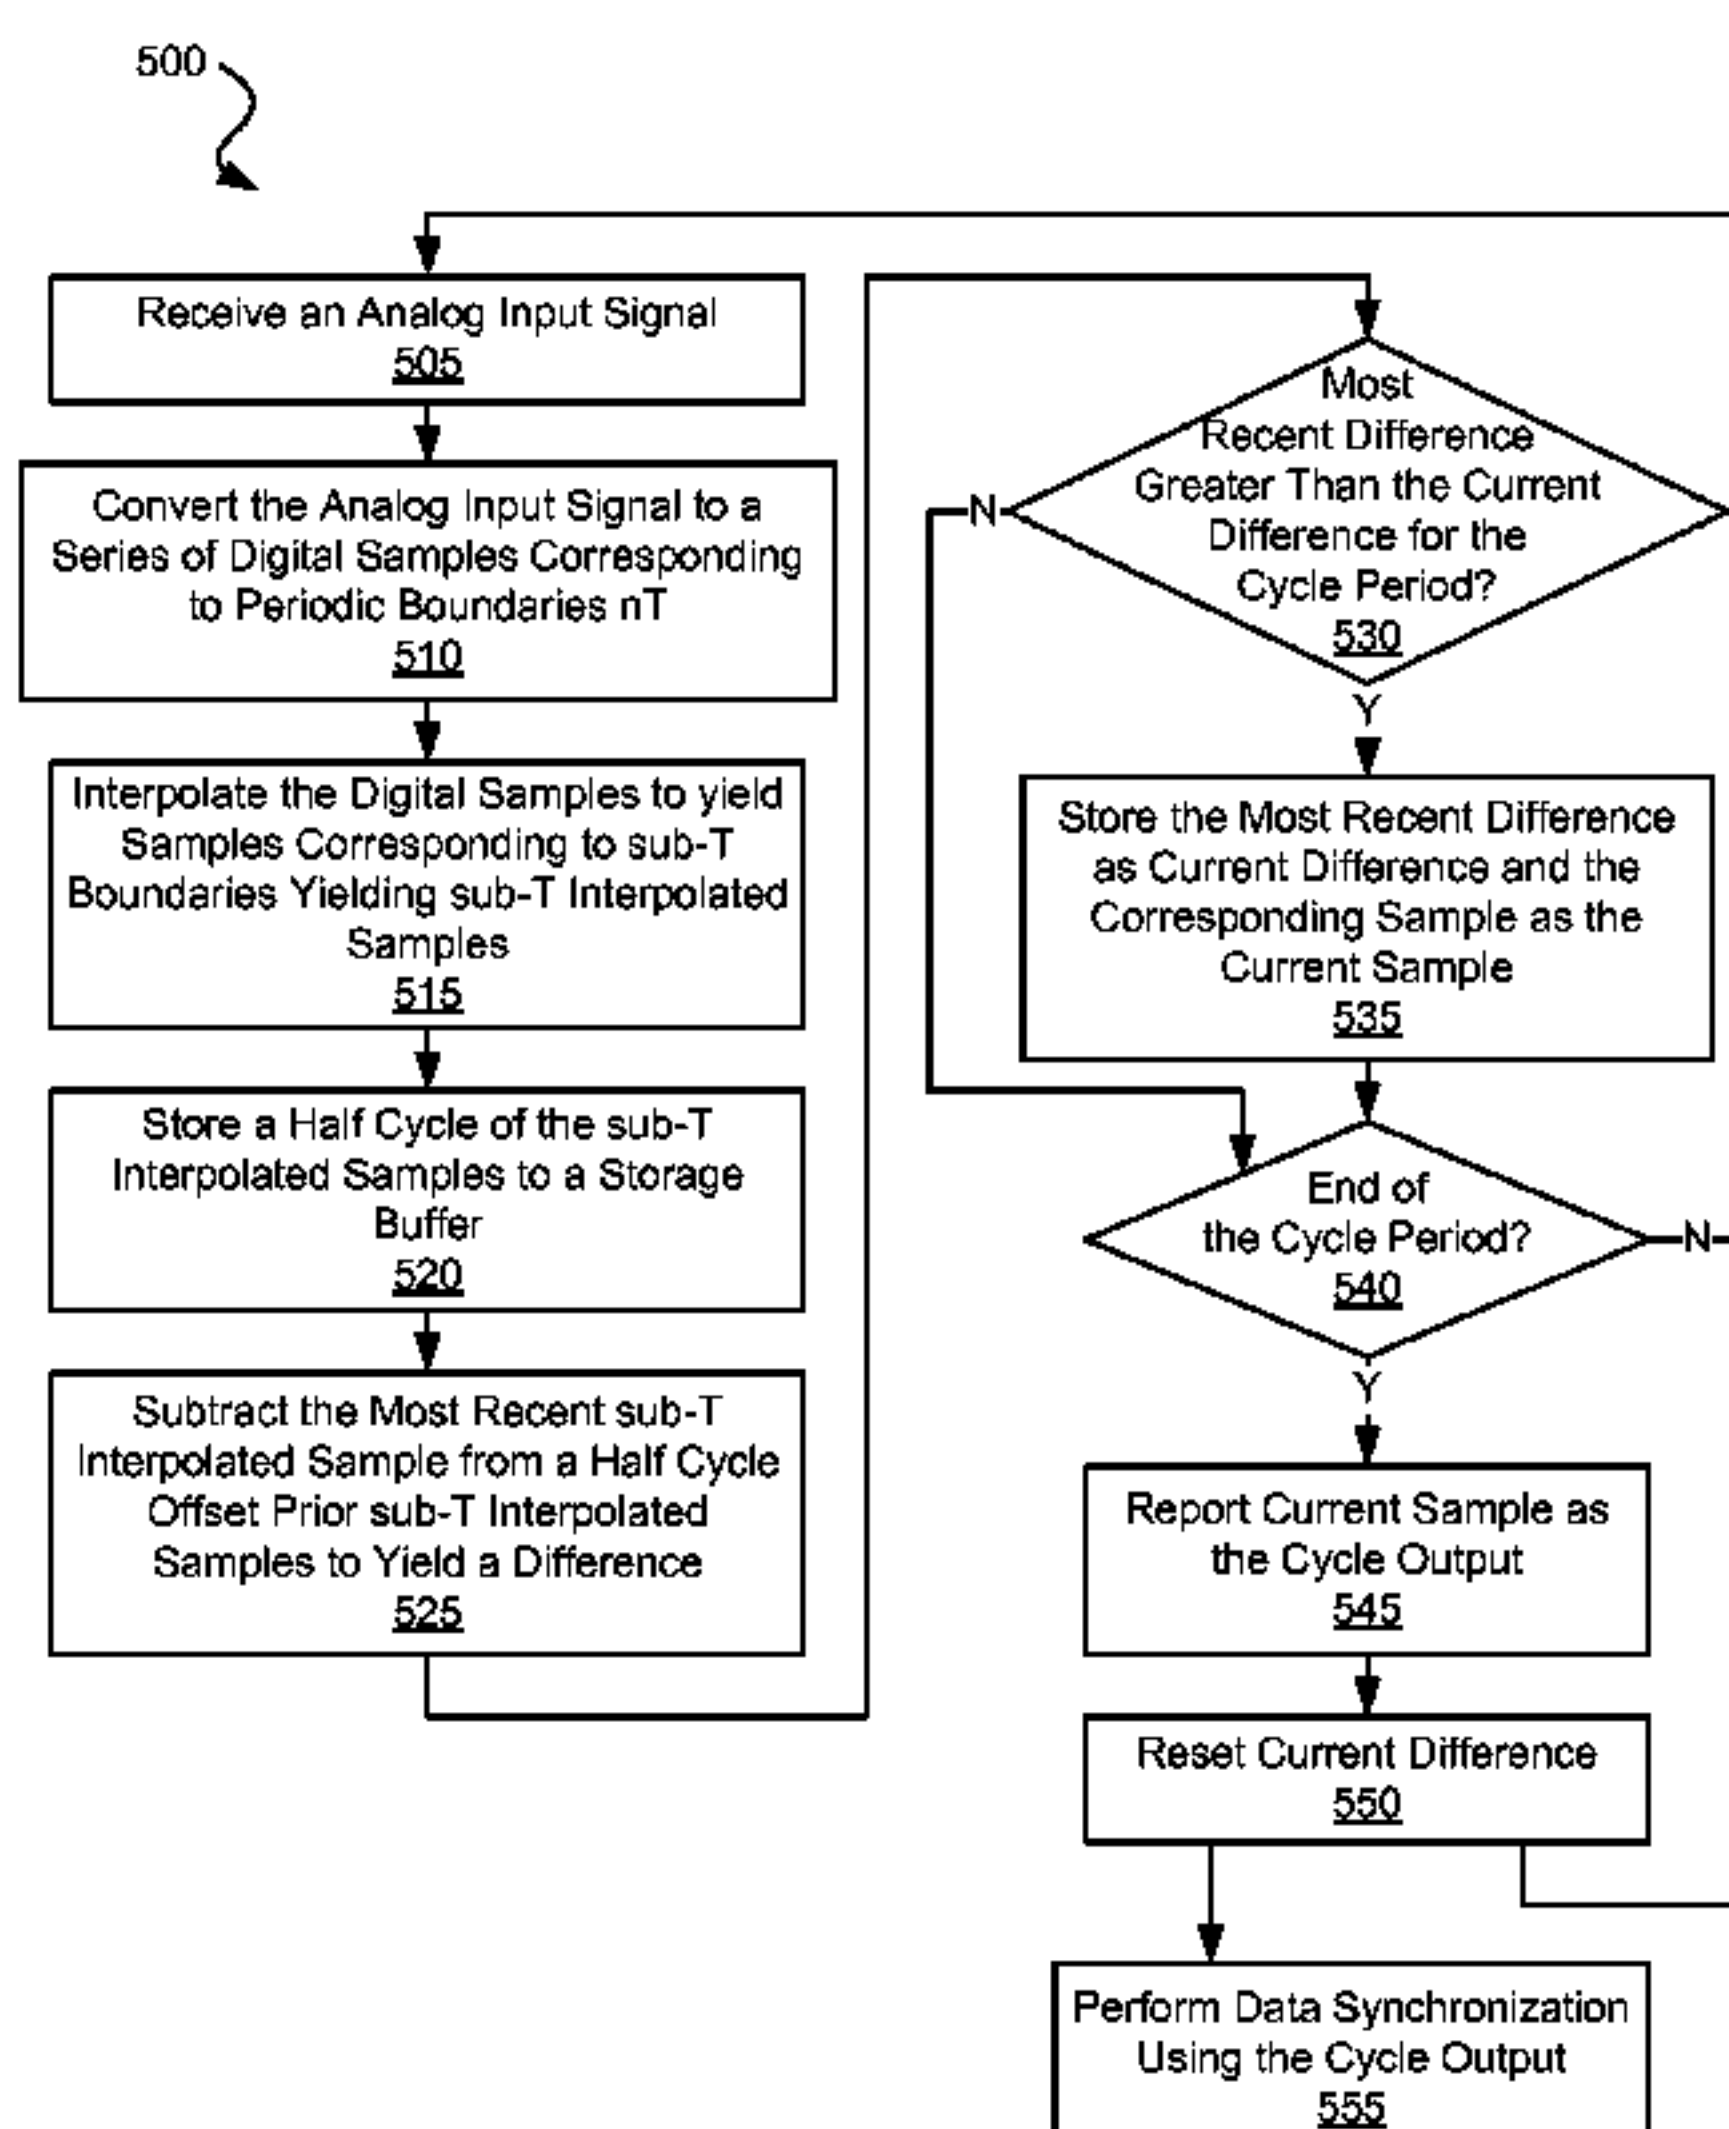 500
Receive an Analog Input Signal
505
Convert the Analog Input Signal to a
Series of Digital Samples Corresponding
to Periodic Boundaries nT
510
Interpolate the Digital Samples to yield
Samples Corresponding to sub-T
Boundaries Yielding sub-T Interpolated
Samples
515
Store a Half Cycle of the sub-T
Interpolated Samples to a Storage
Buffer
520
Subtract the Most Recent sub-T
Interpolated Sample from a Half Cycle
Offset Prior sub-T Interpolated
Samples to Yield a Difference
525
Most
Recent Difference
Greater Than the Current
Difference for the
Cycle Period?
530
N
Y
Store the Most Recent Difference
as Current Difference and the
Corresponding Sample as the
Current Sample
535
End of
the Cycle Period?
540
N
Y
Report Current Sample as
the Cycle Output
545
Reset Current Difference
550
Perform Data Synchronization
Using the Cycle Output
555